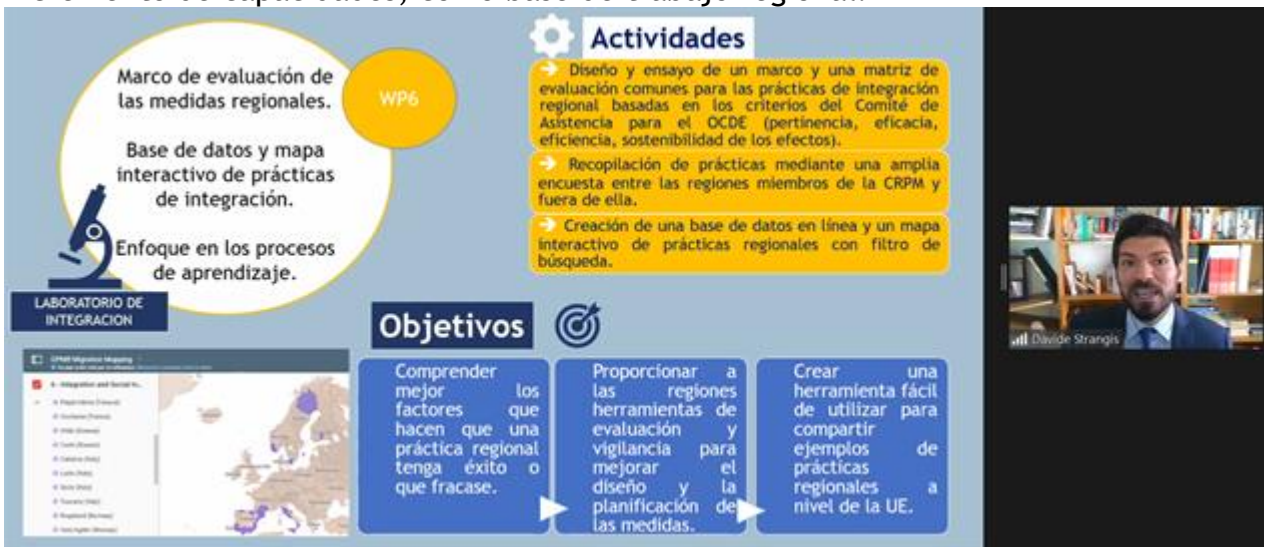 Marco de evaluación de
las medidas regionales.
Base de datos y mapa
interactivo de prácticas
de integración.
Enfoque en los procesos
de aprendizaje.
WP6
LABORATORIO DE
INTEGRACION
Actividades
→ Diseño y ensayo de un marco y una matriz de
evaluación comunes para las prácticas de integración
regional basadas en los criterios del Comité de
Asistencia para el OCDE (pertinencia, eficacia,
eficiencia, sostenibilidad de los efectos).
→ Recopilación de prácticas mediante una amplia
encuesta entre las regiones miembros de la CRPM y
fuera de ella.
→ Creación de una base de datos en línea y un mapa
interactivo de prácticas regionales con filtro de
búsqueda.
Objetivos
Comprender
mejor los
factores que
hacen que una
práctica regional
tenga éxito o
que fracase.
Proporcionar a
las regiones
herramientas de
evaluación y
vigilancia para
mejorar el
diseño y la
planificación de
las medidas.
Crear una
herramienta fácil
de utilizar para
compartir
ejemplos de
prácticas
regionales a
nivel de la UE.
CPMR Migration Mapping
Davide Strangis